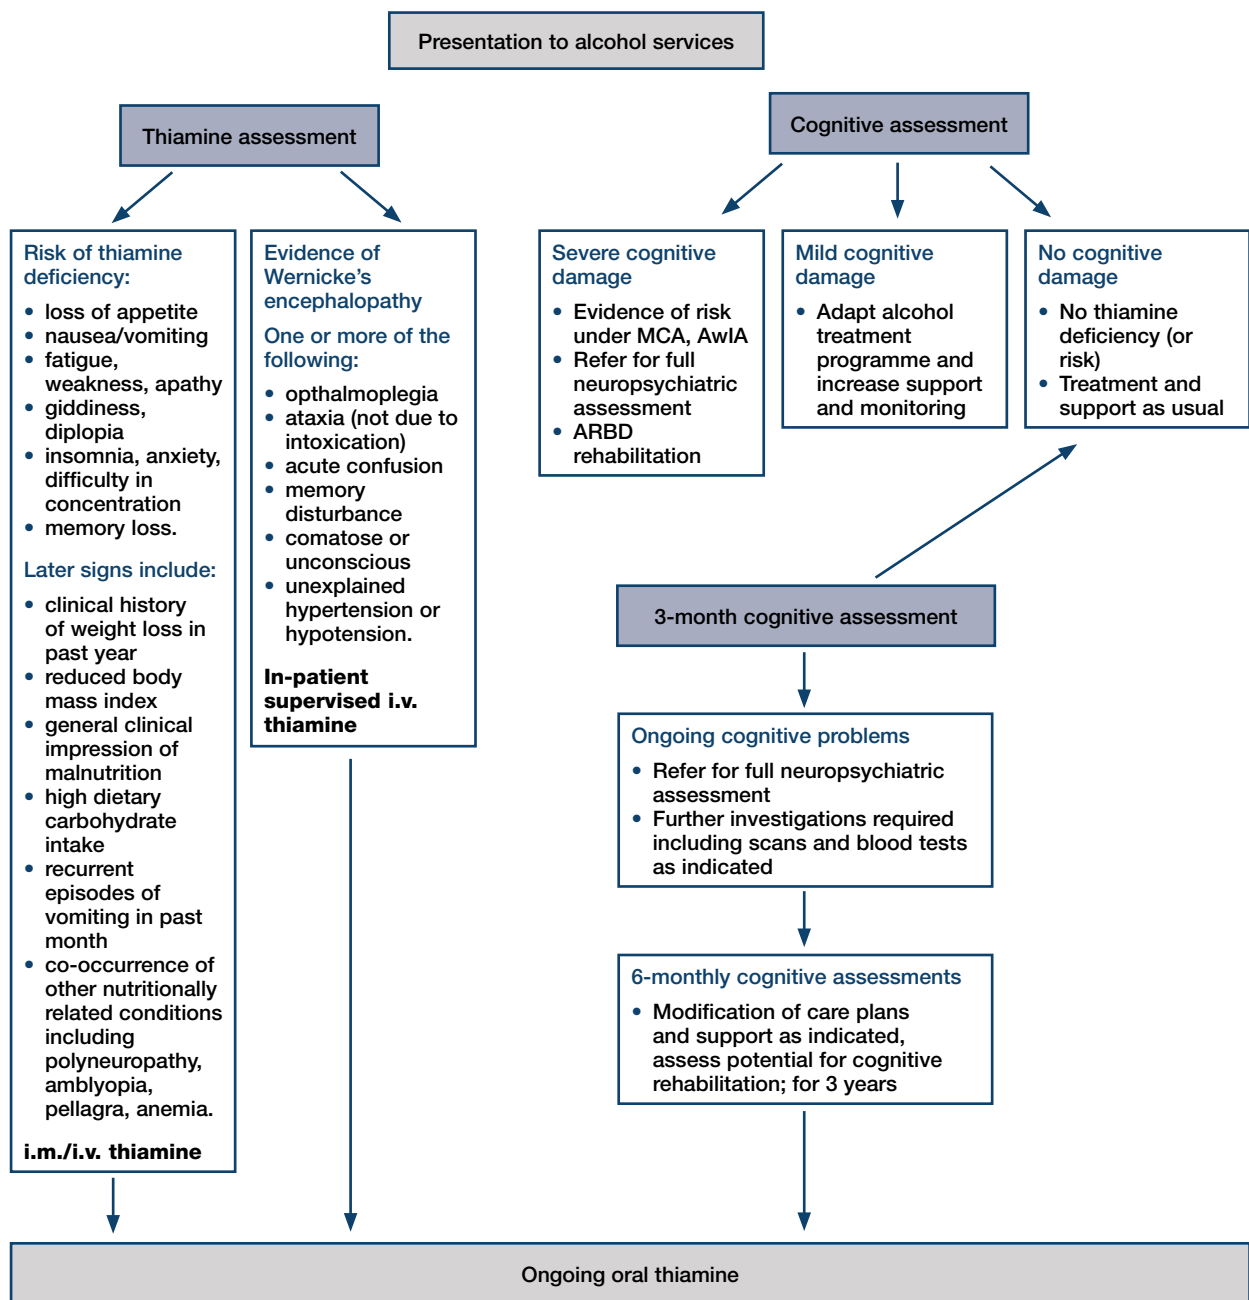 Presentation to alcohol services
Thiamine assessment
Cognitive assessment
Risk of thiamine
deficiency:
• loss of appetite
• nausea/vomiting
• fatigue,
weakness, apathy
• giddiness,
diplopia
• insomnia, anxiety,
difficulty in
concentration
• memory loss.
Later signs include:
• clinical history
of weight loss in
past year
• reduced body
mass index
• general clinical
impression of
malnutrition
• high dietary
carbohydrate
intake
• recurrent
episodes of
vomiting in past
month
• co-occurrence of
other nutritionally
related conditions
including
polyneuropathy,
amblyopia,
pellagra, anemia.
i.m./i.v. thiamine
Evidence of
Wernicke’s
encephalopathy
One or more of the
following:
• opthalmoplegia
• ataxia (not due to
intoxication)
• acute confusion
• memory
disturbance
• comatose or
unconscious
• unexplained
hypertension or
hypotension.
In-patient
supervised i.v.
thiamine
Severe cognitive
damage
• Evidence of risk
under MCA, AwIA
• Refer for full
neuropsychiatric
assessment
• ARBD
rehabilitation
Mild cognitive
damage
• Adapt alcohol
treatment
programme and
increase support
and monitoring
No cognitive
damage
• No thiamine
deficiency (or
risk)
• Treatment and
support as usual
3-month cognitive assessment
Ongoing cognitive problems
• Refer for full neuropsychiatric
assessment
• Further investigations required
including scans and blood tests
as indicated
6-monthly cognitive assessments
• Modification of care plans
and support as indicated,
assess potential for cognitive
rehabilitation; for 3 years
Ongoing oral thiamine